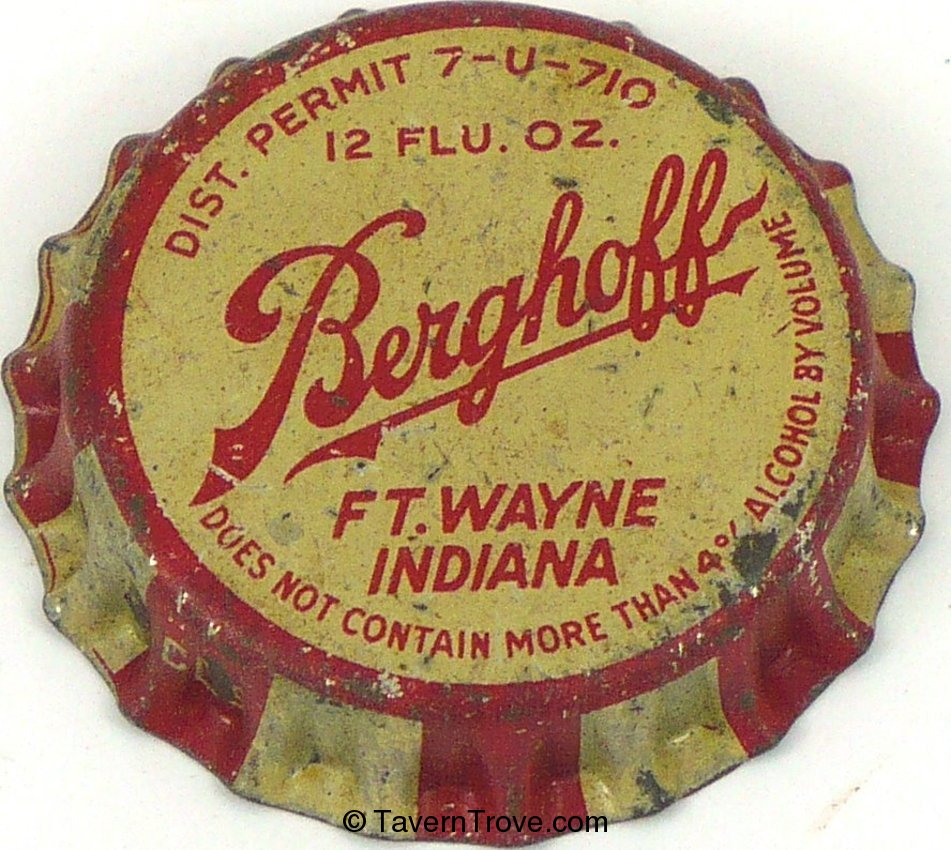 DIST. PERMIT 7-U-710
12 FLU. OZ.
Berghoff
FT. WAYNE
INDIANA
DOES NOT CONTAIN MORE THAN 4% ALCOHOL BY VOLUME
© TavernTrove.com